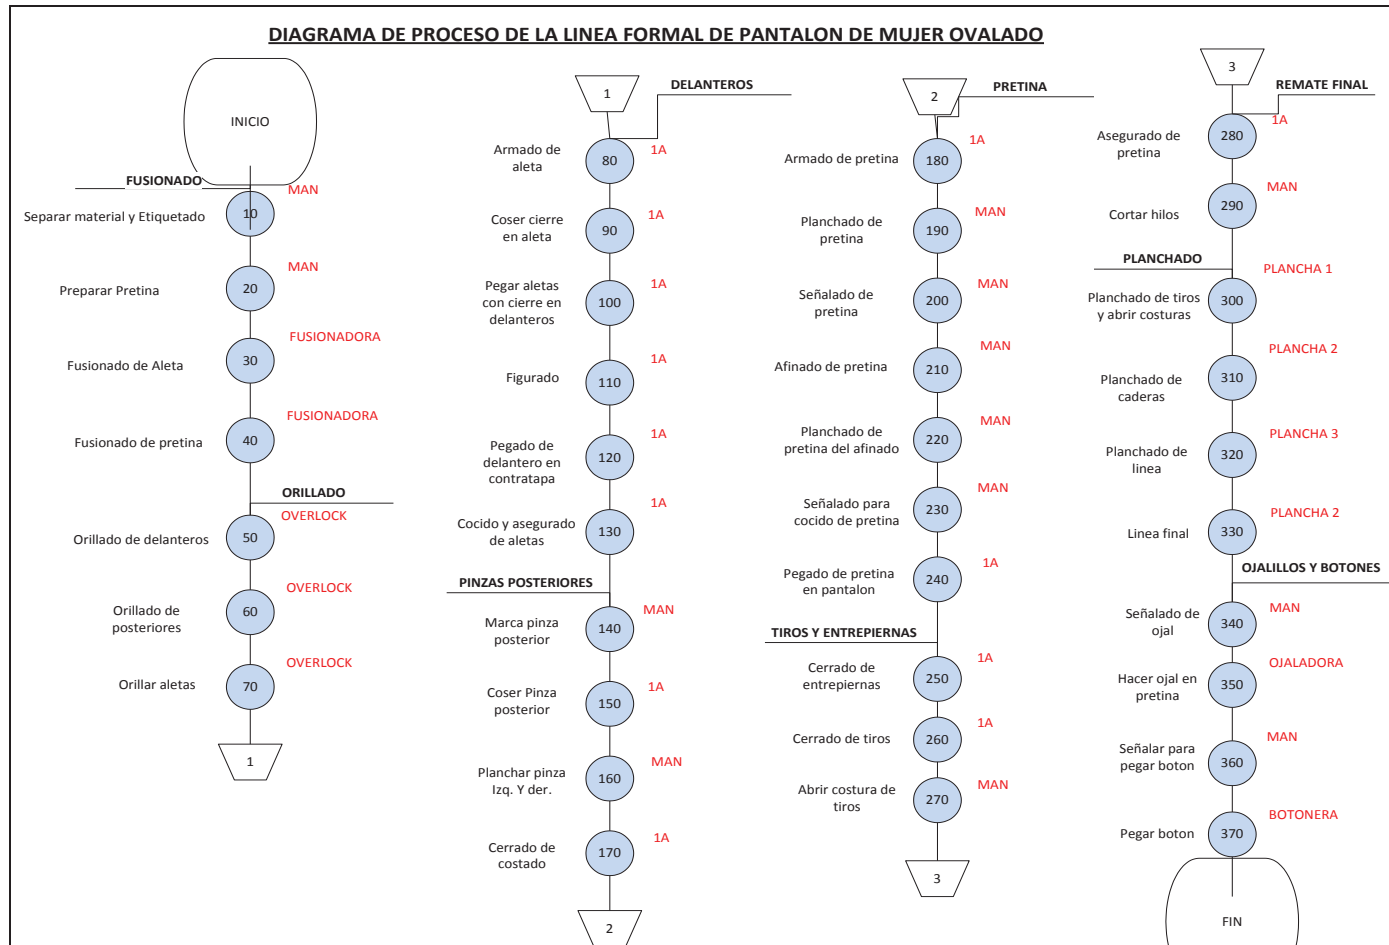 DIAGRAMA DE PROCESO DE LA LINEA FORMAL DE PANTALON DE MUJER OVALADO
INICIO
FUSIONADO
MAN
Separar material y Etiquetado
10
MAN
Preparar Pretina
20
FUSIONADORA
Fusionado de Aleta
30
FUSIONADORA
Fusionado de pretina
40
ORILLADO
OVERLOCK
Orillado de delanteros
50
OVERLOCK
Orillado de
posteriores
60
OVERLOCK
Orillar aletas
70
1
1
DELANTEROS
Armado de
aleta
80
1A
Coser cierre
en aleta
90
1A
Pegar aletas
con cierre en
delanteros
100
1A
Figurado
110
1A
Pegado de
delantero en
contratapa
120
1A
Cocido y asegurado
de aletas
130
1A
PINZAS POSTERIORES
Marca pinza
posterior
140
MAN
Coser Pinza
posterior
150
1A
Planchar pinza
Izq. Y der.
160
MAN
Cerrado de
costado
170
1A
2
2
PRETINA
Armado de pretina
180
1A
Planchado de
pretina
190
MAN
Señalado de
pretina
200
MAN
Afinado de pretina
210
MAN
Planchado de
pretina del afinado
220
MAN
Señalado para
cocido de pretina
230
MAN
Pegado de pretina
en pantalon
240
1A
TIROS Y ENTREPIERNAS
Cerrado de
entrepiernas
250
1A
Cerrado de tiros
260
1A
Abrir costura de
tiros
270
MAN
3
3
REMATE FINAL
Asegurado de
pretina
280
1A
Cortar hilos
290
MAN
PLANCHADO
Planchado de tiros
y abrir costuras
300
PLANCHA 1
Planchado de
caderas
310
PLANCHA 2
Planchado de
linea
320
PLANCHA 3
Linea final
330
PLANCHA 2
OJALILLOS Y BOTONES
Señalado de
ojal
340
MAN
Hacer ojal en
pretina
350
OJALADORA
Señalar para
pegar boton
360
MAN
Pegar boton
370
BOTONERA
FIN